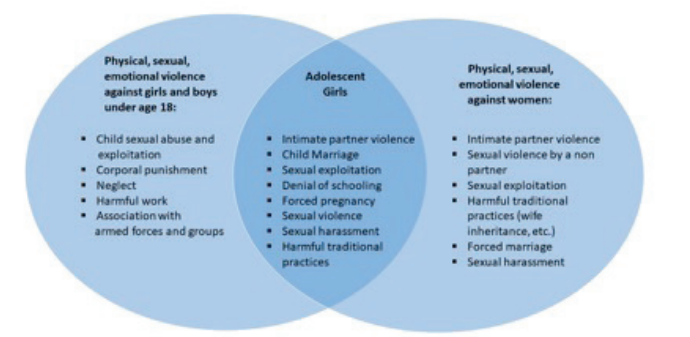 Physical, sexual,
emotional violence
against girls and boys
under age 18:
▪ Child sexual abuse and
exploitation
▪ Corporal punishment
▪ Neglect
▪ Harmful work
▪ Association with
armed forces and groups
Adolescent
Girls
▪ Intimate partner violence
▪ Child Marriage
▪ Sexual exploitation
▪ Denial of schooling
▪ Forced pregnancy
▪ Sexual violence
▪ Sexual harassment
▪ Harmful traditional
practices
Physical, sexual,
emotional violence
against women:
▪ Intimate partner violence
▪ Sexual violence by a non
partner
▪ Sexual exploitation
▪ Harmful traditional
practices (wife
inheritance, etc.)
▪ Forced marriage
▪ Sexual harassment